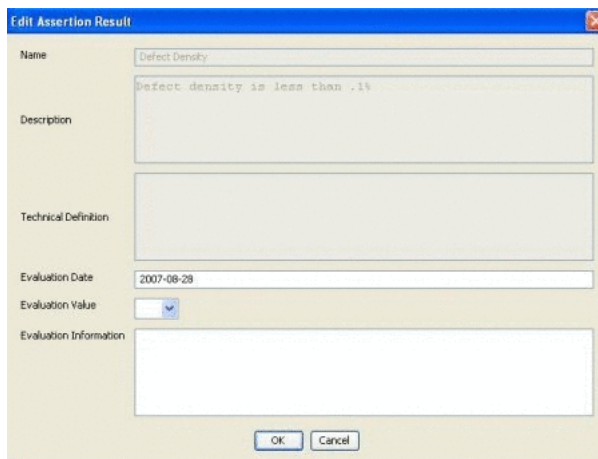 Edit Assertion Result
Name
Defect Density
Description
Defect density is less than .1%
Technical Definition
Evaluation Date
2007-08-28
Evaluation Value
Evaluation Information
OK
Cancel